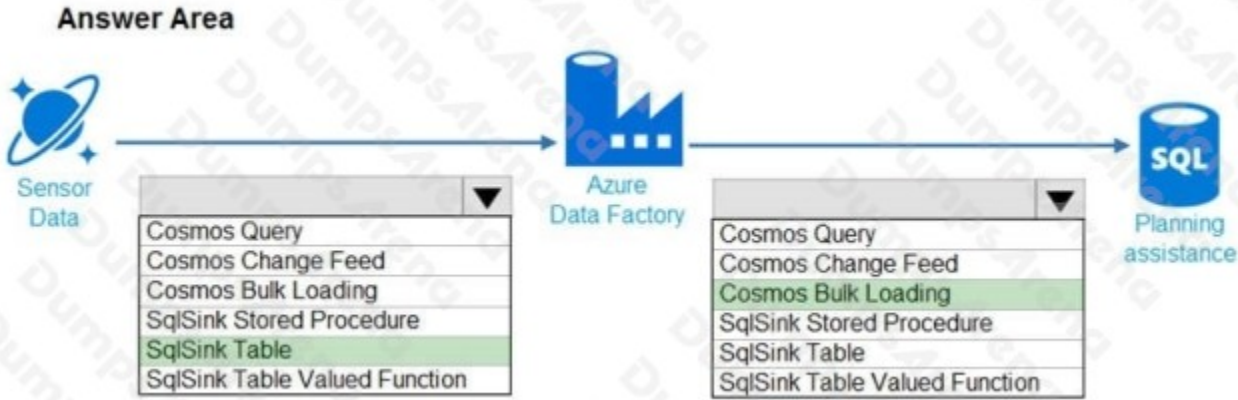 Answer Area
Sensor
Data
Cosmos Query
Cosmos Change Feed
Cosmos Bulk Loading
SqlSink Stored Procedure
SqlSink Table
SqlSink Table Valued Function
Azure
Data Factory
Cosmos Query
Cosmos Change Feed
Cosmos Bulk Loading
SqlSink Stored Procedure
SqlSink Table
SqlSink Table Valued Function
SQL
Planning
assistance
DumpsArena